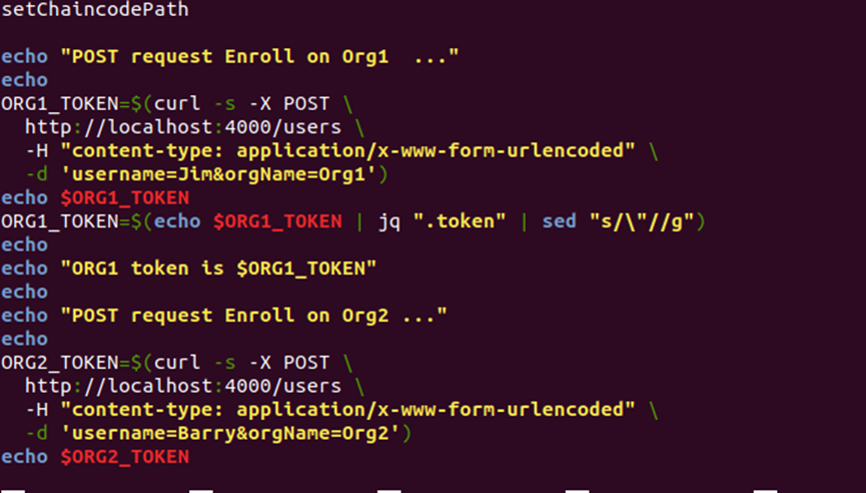 setChaincodePath
echo "POST request Enroll on Org1  ..."
echo
ORG1_TOKEN=$(curl -s -X POST \
  http://localhost:4000/users \
  -H "content-type: application/x-www-form-urlencoded" \
  -d 'username=Jim&orgName=Org1')
echo $ORG1_TOKEN
ORG1_TOKEN=$(echo $ORG1_TOKEN | jq ".token" | sed "s/\"//g")
echo
echo "ORG1 token is $ORG1_TOKEN"
echo
echo "POST request Enroll on Org2 ..."
echo
ORG2_TOKEN=$(curl -s -X POST \
  http://localhost:4000/users \
  -H "content-type: application/x-www-form-urlencoded" \
  -d 'username=Barry&orgName=Org2')
echo $ORG2_TOKEN